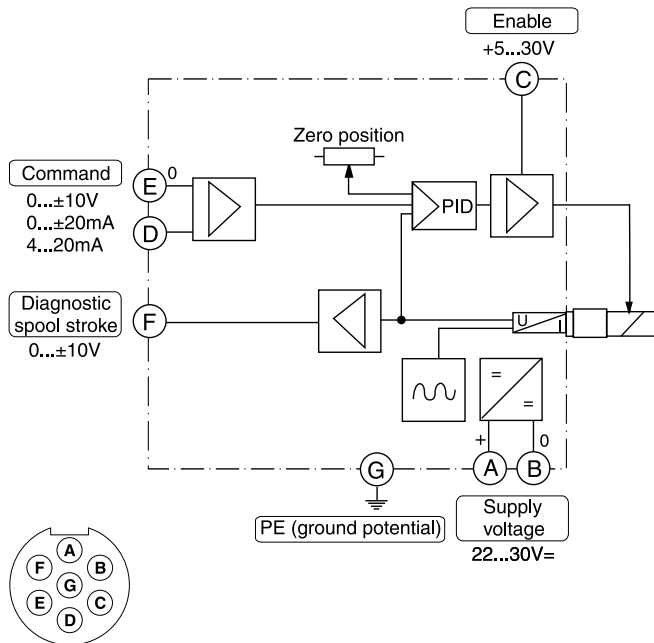 Enable
+5...30V
C
Zero position
Command
0...±10V
0...±20mA
4...20mA
E
0
D
PID
Diagnostic
spool stroke
0...±10V
F
U
I
=
=
+
0
G
A
B
PE (ground potential)
Supply
voltage
22...30V=
A
F
B
G
E
C
D